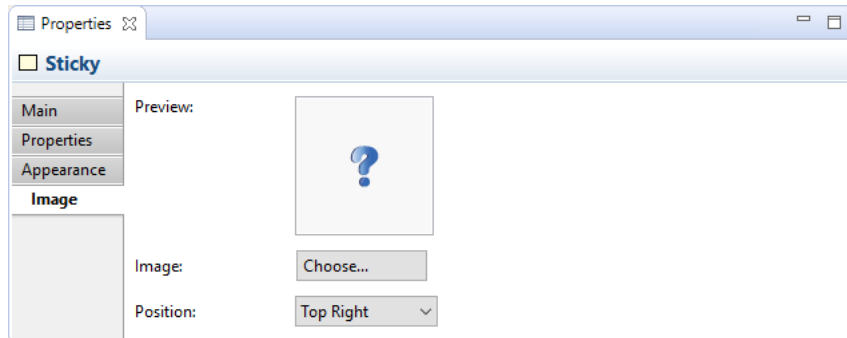 Properties
Sticky
Main
Properties
Appearance
Image
Preview:
Image:
Choose...
Position:
Top Right